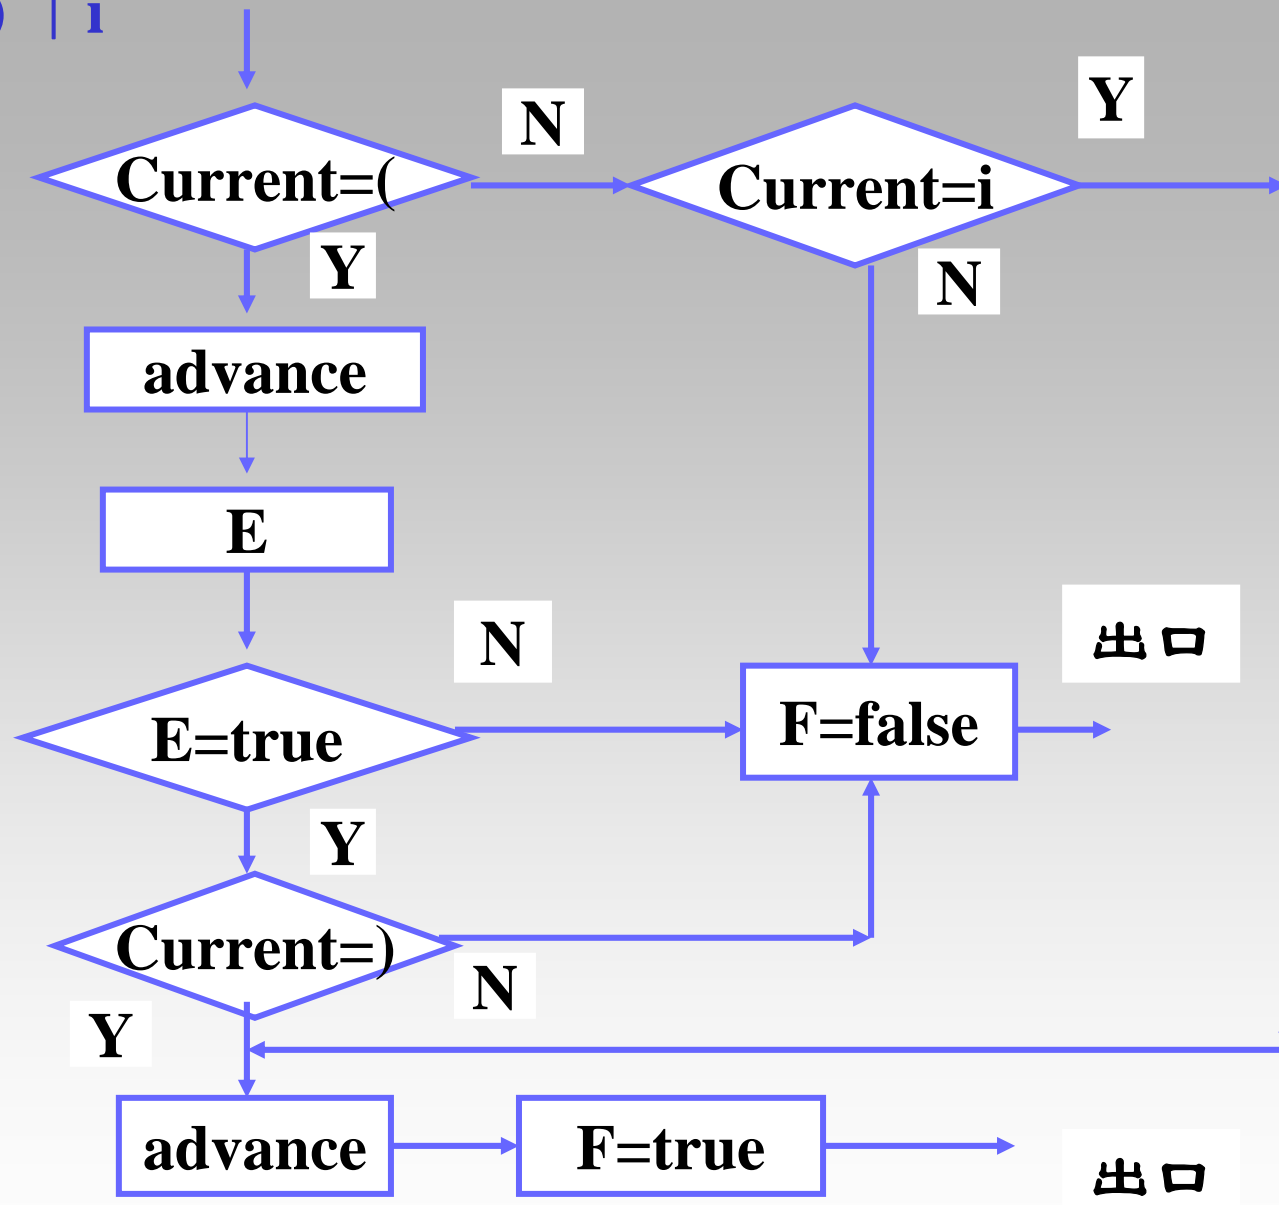 ) | i
Current=(
N
Current=i
Y
Y
N
advance
E
N
出口
E=true
F=false
Y
Current=)
N
Y
advance
F=true
出口